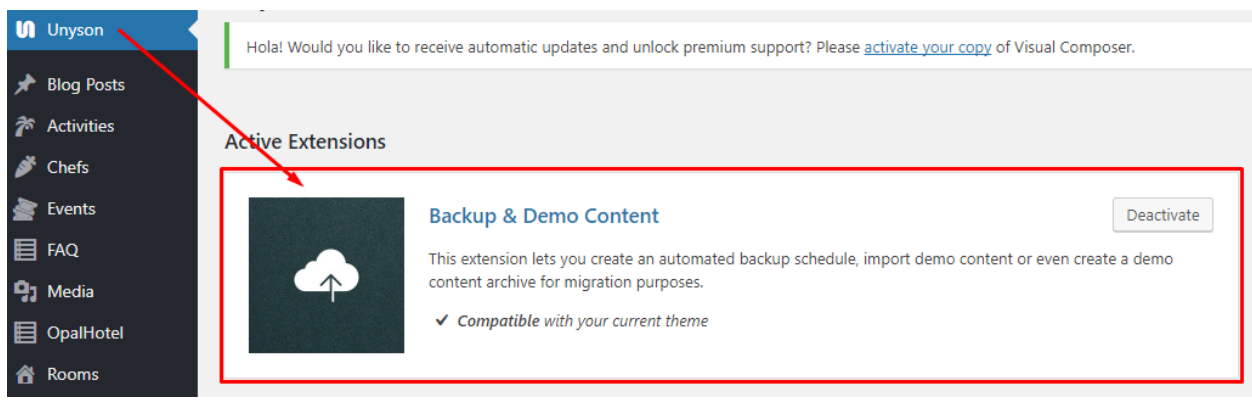 Unyson
Blog Posts
Activities
Chefs
Events
FAQ
Media
OpalHotel
Rooms
Hola! Would you like to receive automatic updates and unlock premium support? Please activate your copy of Visual Composer.
Active Extensions
Backup & Demo Content
Deactivate
This extension lets you create an automated backup schedule, import demo content or even create a demo
content archive for migration purposes.
✔ Compatible with your current theme